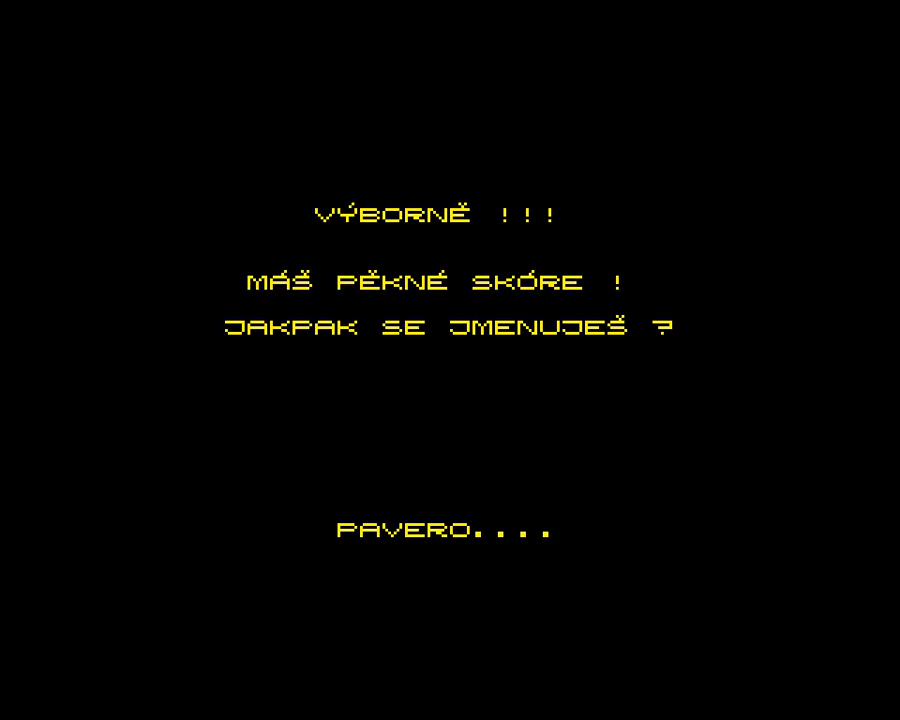 VÝBORNĚ !!!
MÁŠ PĚKNÉ SKÓRE !
JAKPAK SE JMENUJEŠ ?
PAVERO....